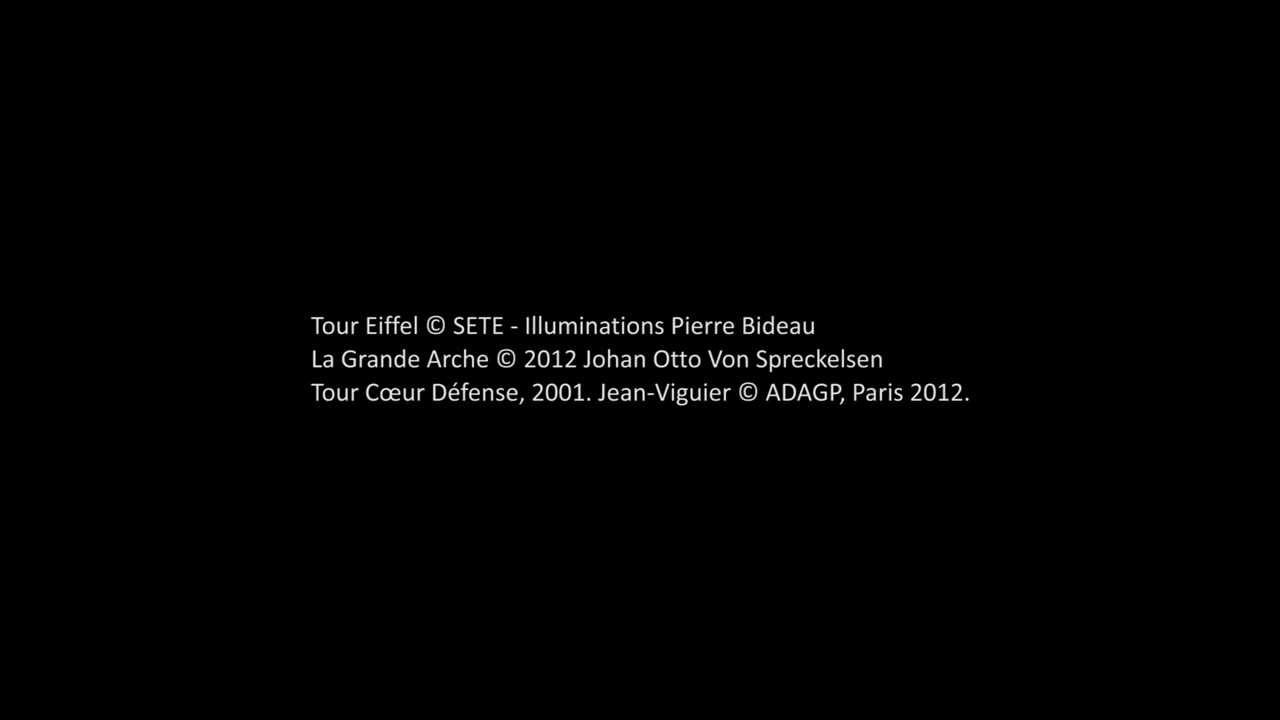 Tour Eiffel © SETE - Illuminations Pierre Bideau
La Grande Arche © 2012 Johan Otto Von Spreckelsen
Tour Cœur Défense, 2001. Jean-Viguier © ADAGP, Paris 2012.